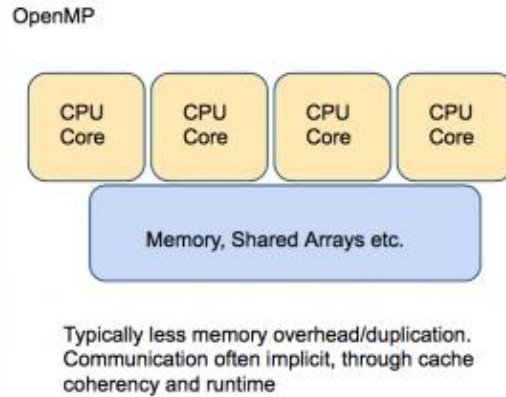 OpenMP
CPU
Core
CPU
Core
CPU
Core
CPU
Core
Memory, Shared Arrays etc.
Typically less memory overhead/duplication.
Communication often implicit, through cache
coherency and runtime